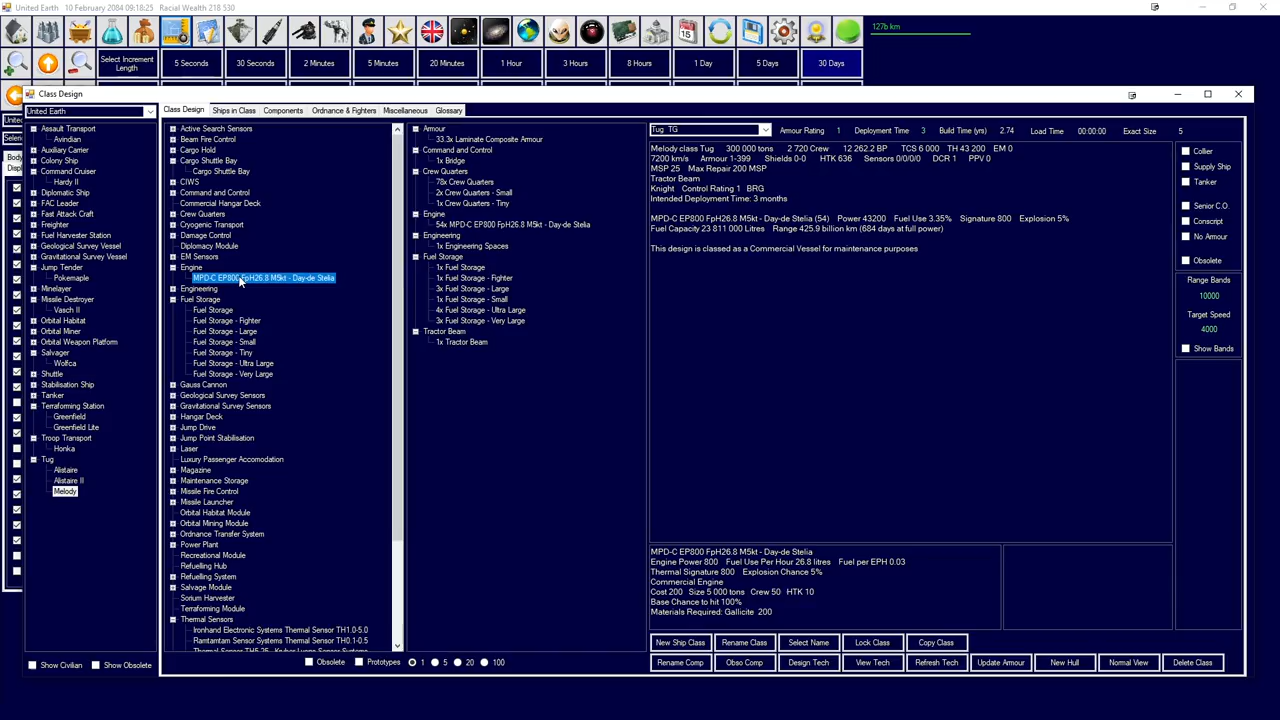 United Earth   10 February 2084 09:18:25   Racial Wealth 218 530
127b km
Select Increment Length
5 Seconds
30 Seconds
2 Minutes
5 Minutes
20 Minutes
1 Hour
3 Hours
8 Hours
1 Day
5 Days
30 Days
Class Design
United Earth
Assault Transport
Avindian
Auxiliary Carrier
Colony Ship
Command Cruiser
Hardy II
Diplomatic Ship
FAC Leader
Fast Attack Craft
Freighter
Fuel Harvester Station
Geological Survey Vessel
Gravitational Survey Vessel
Jump Tender
Pokemaple
Minelayer
Missile Destroyer
Vasch II
Orbital Habitat
Orbital Miner
Orbital Weapon Platform
Salvager
Wolfca
Shuttle
Stabilisation Ship
Tanker
Terraforming Station
Greenfield
Greenfield Lite
Troop Transport
Honka
Tug
Alistaire
Alistaire II
Melody
Show Civilian
Show Obsolete
Class Design
Ships in Class
Components
Ordnance & Fighters
Miscellaneous
Glossary
Active Search Sensors
Beam Fire Control
Cargo Hold
Cargo Shuttle Bay
Cargo Shuttle Bay
CIWS
Command and Control
Commercial Hangar Deck
Crew Quarters
Cryogenic Transport
Damage Control
Diplomacy Module
EM Sensors
Engine
MPD-C EP800 FpH26.8 M5kt - Day-de Stelia
Engineering
Fuel Storage
Fuel Storage
Fuel Storage - Fighter
Fuel Storage - Large
Fuel Storage - Small
Fuel Storage - Tiny
Fuel Storage - Ultra Large
Fuel Storage - Very Large
Gauss Cannon
Geological Survey Sensors
Gravitational Survey Sensors
Hangar Deck
Jump Drive
Jump Point Stabilisation
Laser
Luxury Passenger Accomodation
Magazine
Maintenance Storage
Missile Fire Control
Missile Launcher
Orbital Habitat Module
Orbital Mining Module
Ordnance Transfer System
Power Plant
Recreational Module
Refuelling Hub
Refuelling System
Salvage Module
Sorium Harvester
Terraforming Module
Thermal Sensors
Ironhand Electronic Systems Thermal Sensor TH1.0-5.0
Ramtamtam Sensor Systems Thermal Sensor TH0.1-0.5
Obsolete
Prototypes
1
5
20
100
Armour
33.3x Laminate Composite Armour
Command and Control
1x Bridge
Crew Quarters
78x Crew Quarters
2x Crew Quarters - Small
1x Crew Quarters - Tiny
Engine
54x MPD-C EP800 FpH26.8 M5kt - Day-de Stelia
Engineering
1x Engineering Spaces
Fuel Storage
1x Fuel Storage
1x Fuel Storage - Fighter
3x Fuel Storage - Large
1x Fuel Storage - Small
4x Fuel Storage - Ultra Large
3x Fuel Storage - Very Large
Tractor Beam
1x Tractor Beam
Tug  TG
Armour Rating   1   Deployment Time   3   Build Time (yrs)   2.74   Load Time   00:00:00   Exact Size   5
Melody class Tug   300 000 tons   2 720 Crew   12 262.2 BP   TCS 6 000   TH 43 200   EM 0
7200 km/s   Armour 1-399   Shields 0-0   HTK 636   Sensors 0/0/0/0   DCR 1   PPV 0
MSP 25   Max Repair 200 MSP
Tractor Beam
Knight   Control Rating 1   BRG
Intended Deployment Time: 3 months
MPD-C EP800 FpH26.8 M5kt - Day-de Stelia (54)   Power 43200   Fuel Use 3.35%   Signature 800   Explosion 5%
Fuel Capacity 23 811 000 Litres   Range 425.9 billion km (684 days at full power)
This design is classed as a Commercial Vessel for maintenance purposes
Collier
Supply Ship
Tanker
Senior C.O.
Conscript
No Armour
Obsolete
Range Bands
10000
Target Speed
4000
Show Bands
MPD-C EP800 FpH26.8 M5kt - Day-de Stelia
Engine Power 800   Fuel Use Per Hour 26.8 litres   Fuel per EPH 0.03
Thermal Signature 800   Explosion Chance 5%
Commercial Engine
Cost 200   Size 5 000 tons   Crew 50   HTK 10
Base Chance to hit 100%
Materials Required: Gallicite  200
New Ship Class
Rename Class
Select Name
Lock Class
Copy Class
Rename Comp
Obso Comp
Design Tech
View Tech
Refresh Tech
Update Armour
New Hull
Normal View
Delete Class